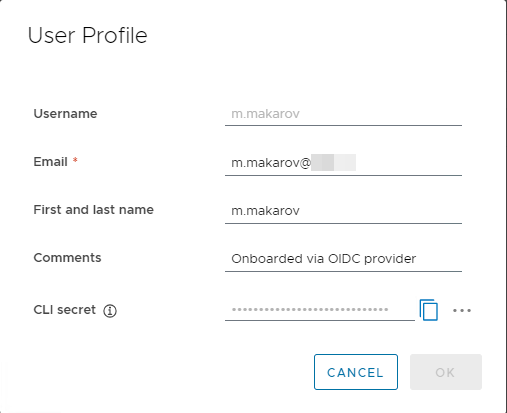 User Profile
Username m.makarov
Email * m.makarov@
First and last name m.makarov
Comments Onboarded via OIDC provider
CLI secret ••••••••••••••••••••••••••••••
CANCEL OK